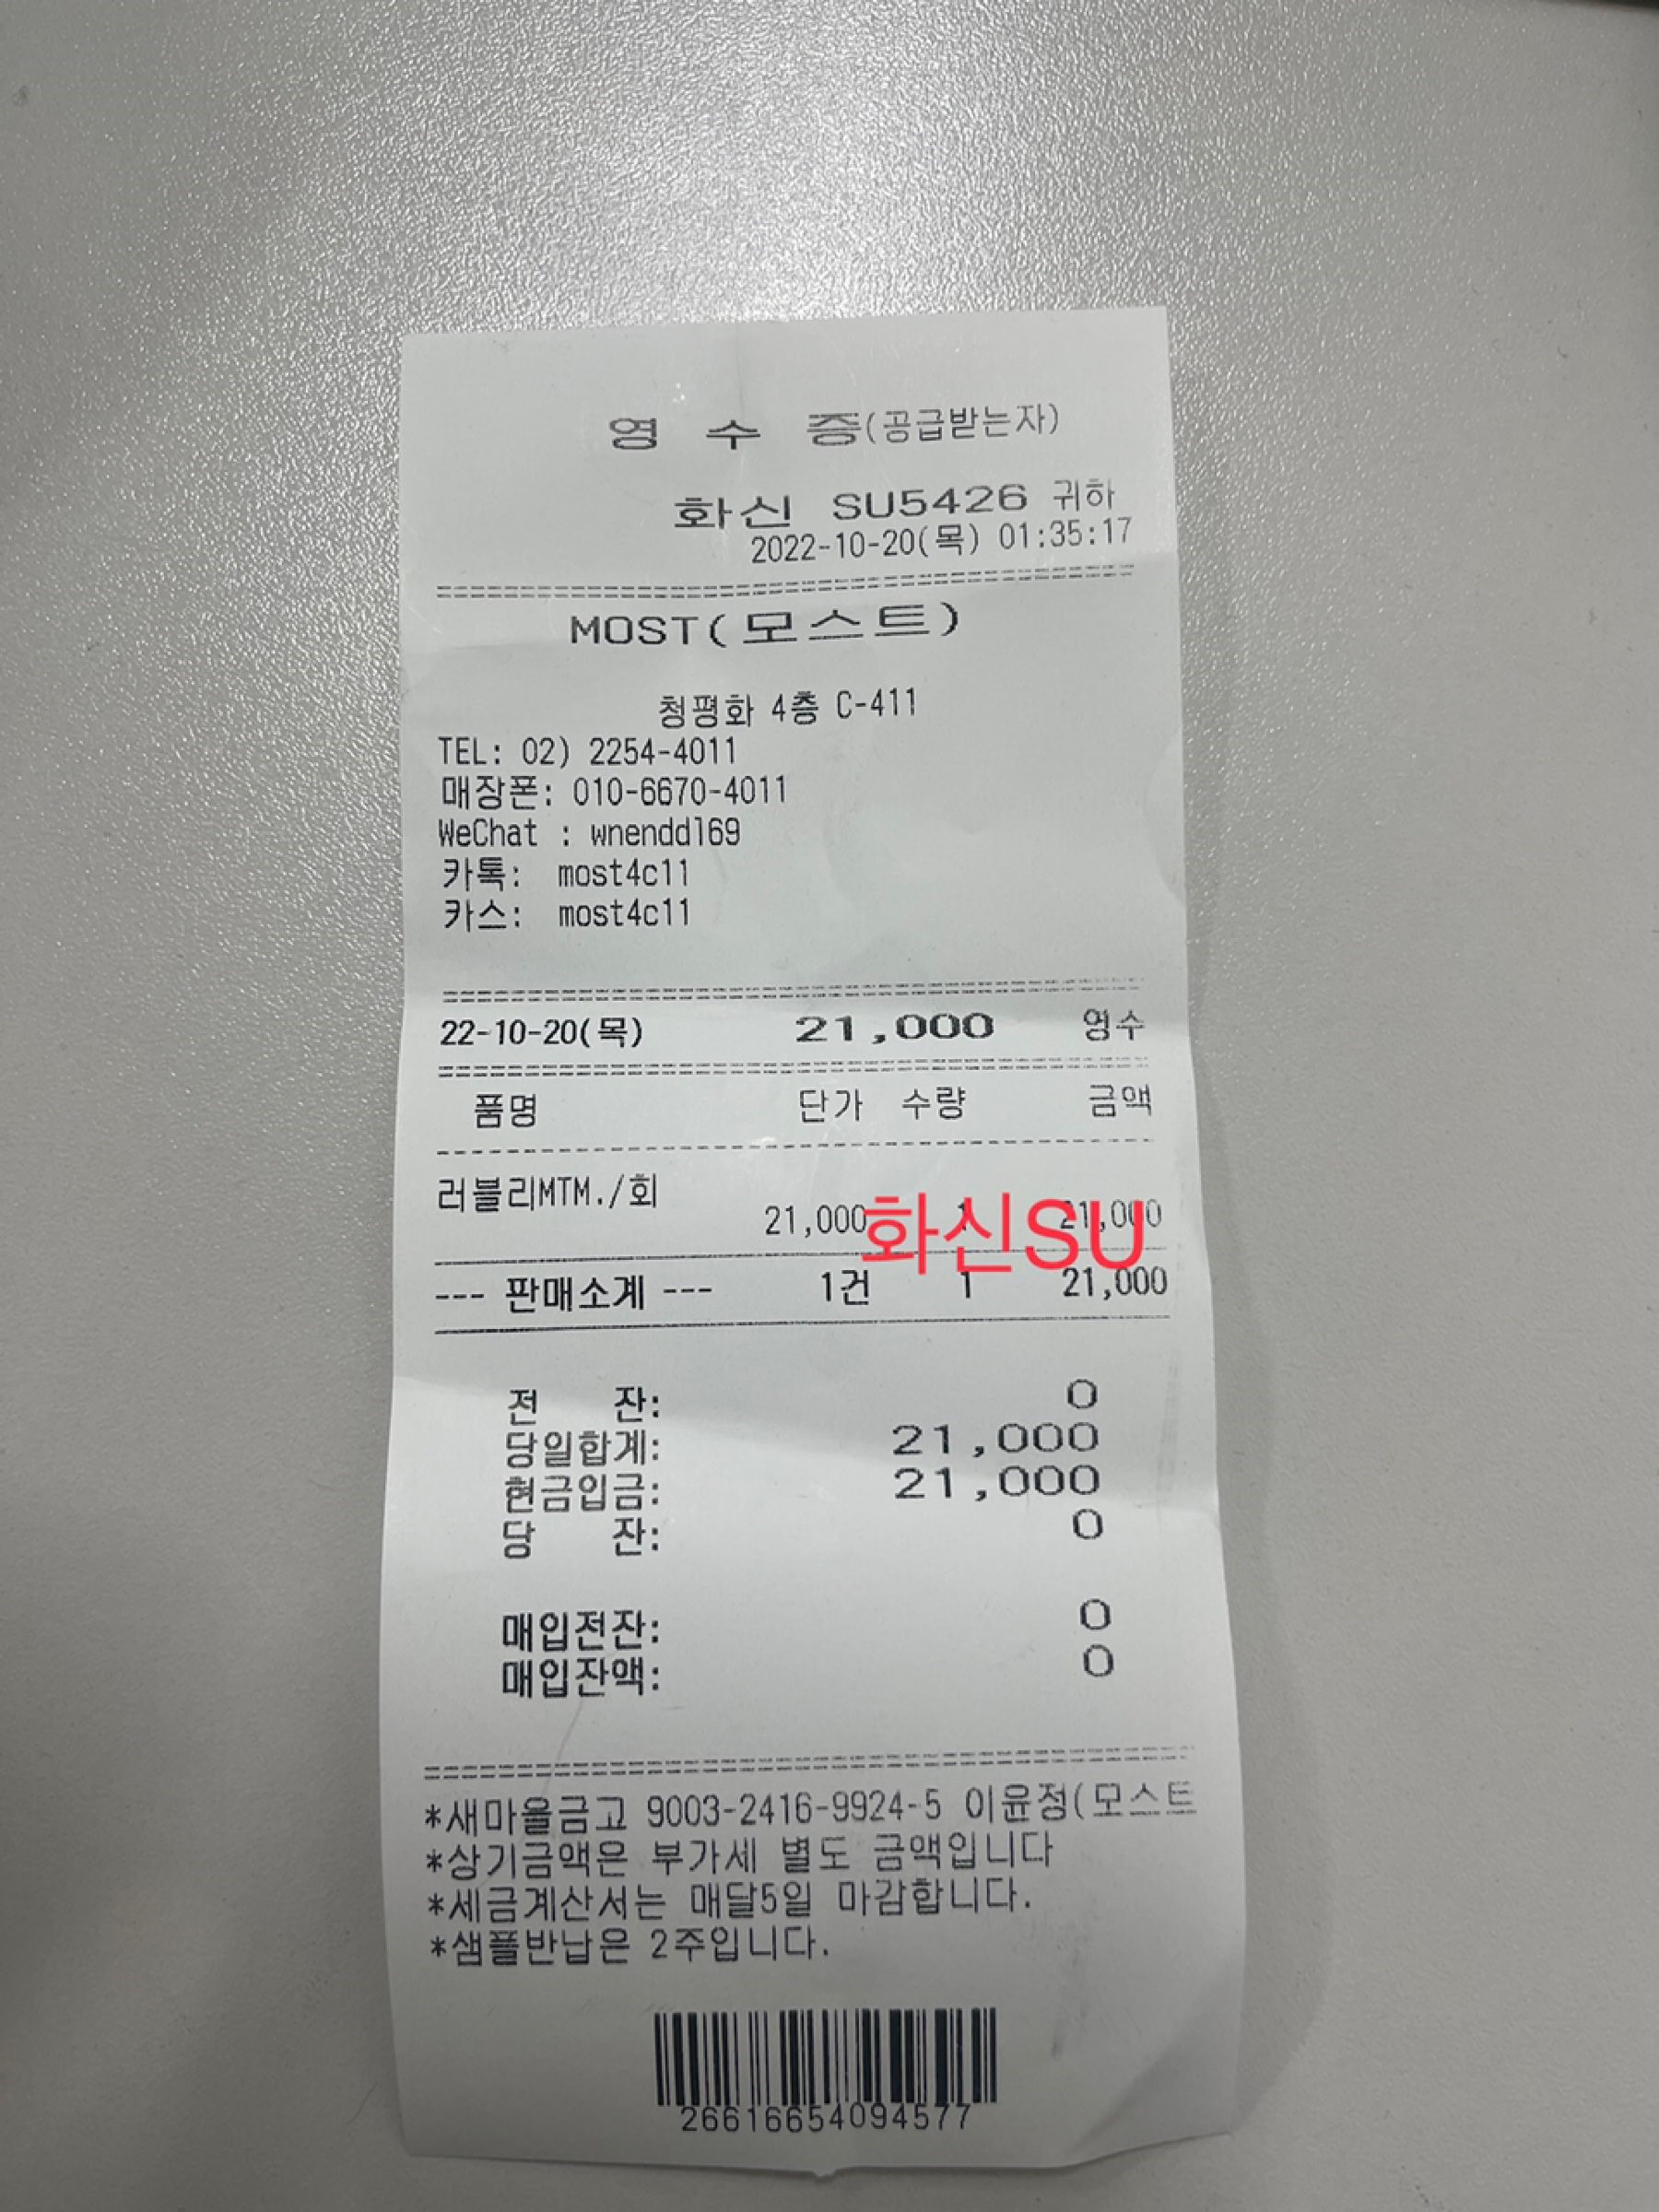 영 수 증(공급받는자)
화신 SU5426 귀하
2022-10-20(목) 01:35:17
MOST(모스트)
청평화 4층 C-411
TEL: 02) 2254-4011
매장폰: 010-6670-4011
WeChat : wnenddl69
카톡: most4c11
카스: most4c11
22-10-20(목) 21,000 영수
품명 단가 수량 금액
러블리MTM./회
21,000 1 21,000
화신SU
--- 판매소계 --- 1건 1 21,000
전 잔: 0
당일합계: 21,000
현금입금: 21,000
당 잔: 0
매입전잔: 0
매입잔액: 0
*새마을금고 9003-2416-9924-5 이윤정(모스트
*상기금액은 부가세 별도 금액입니다
*세금계산서는 매달5일 마감합니다.
*샘플반납은 2주입니다.
26616654094577